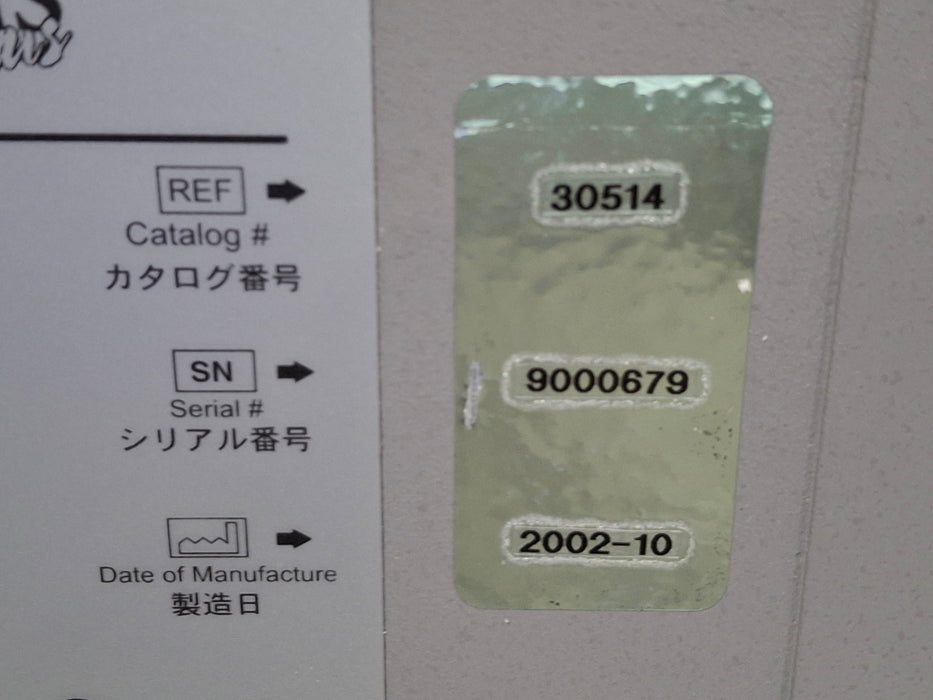 REF
30514
Catalog #
カタログ番号
SN
9000679
Serial #
シリアル番号
2002-10
Date of Manufacture
製造日